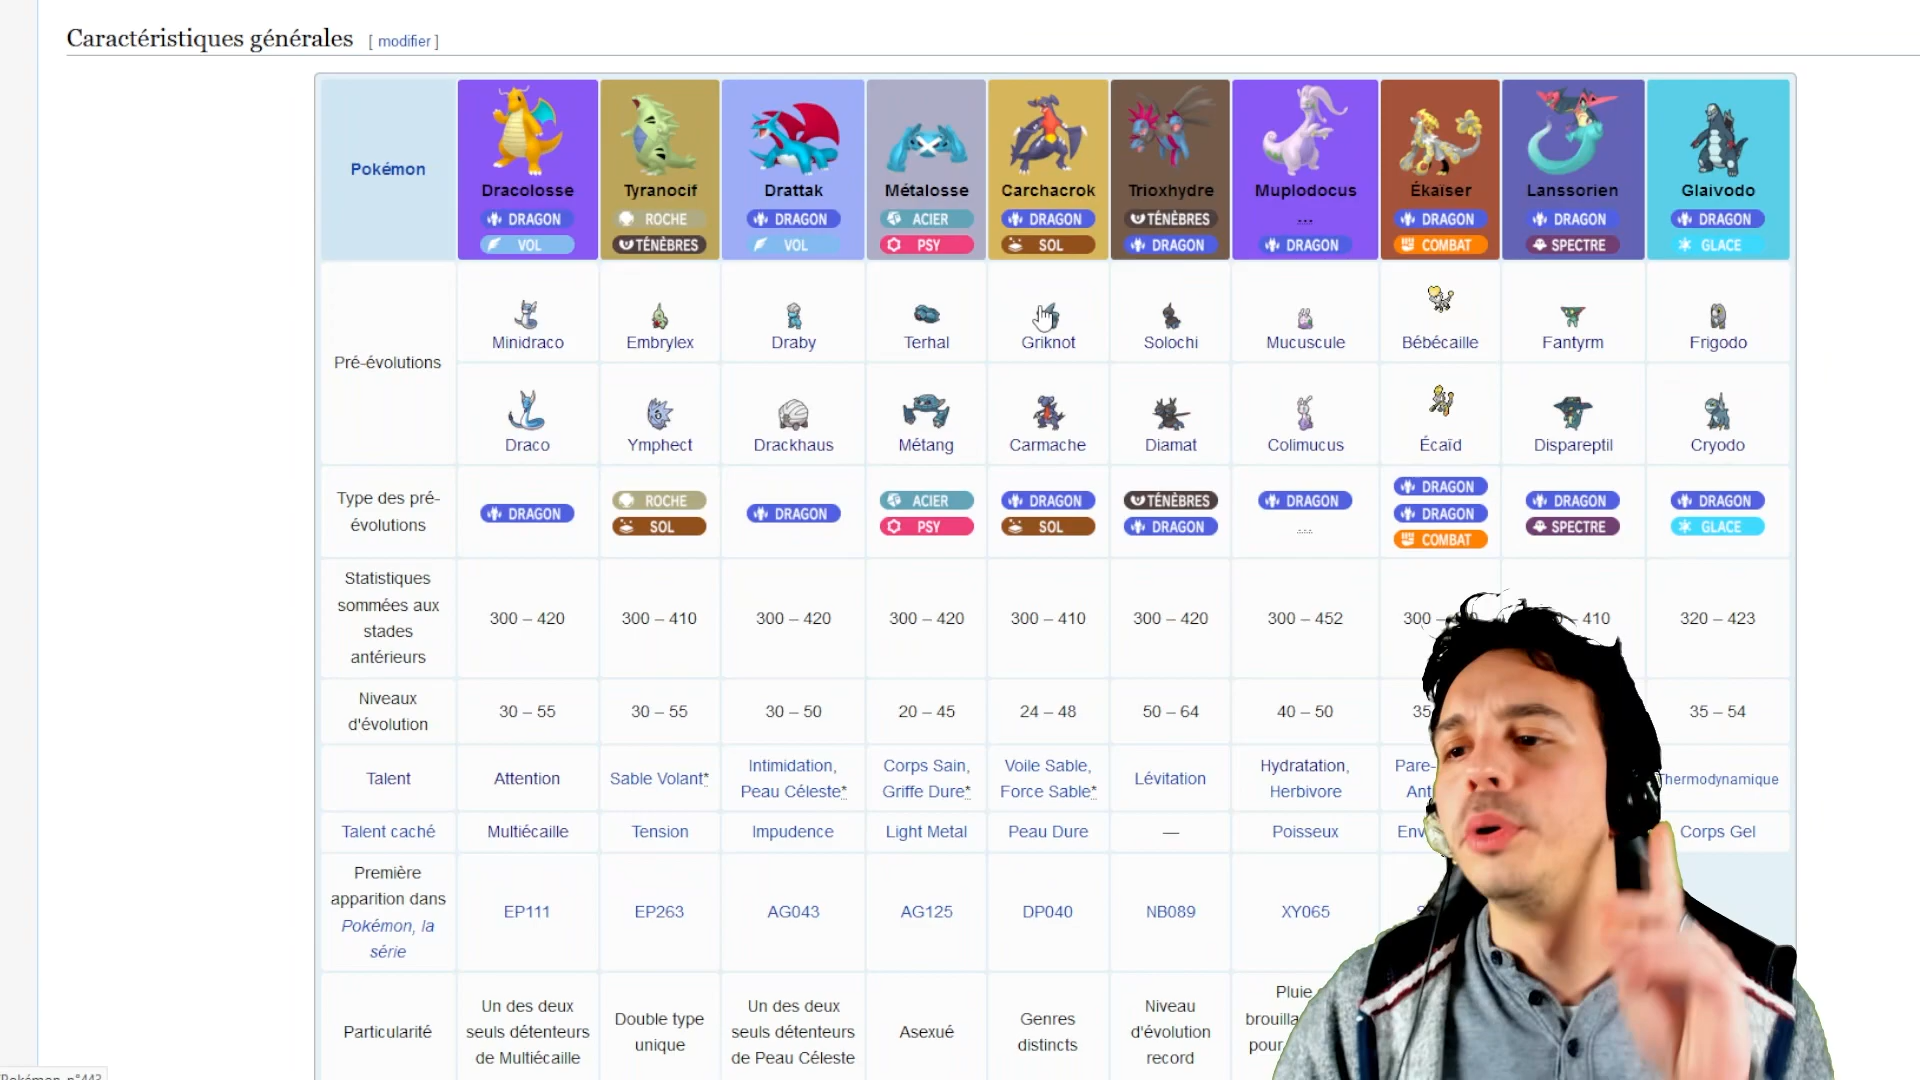 Caractéristiques générales [ modifier ]
Pokémon
Dracolosse
DRAGON
VOL
Tyranocif
ROCHE
TÉNÈBRES
Drattak
DRAGON
VOL
Métalosse
ACIER
PSY
Carchacrok
DRAGON
SOL
Trioxhydre
TÉNÈBRES
DRAGON
Muplodocus
...
DRAGON
Ékaïser
DRAGON
COMBAT
Lanssorien
DRAGON
SPECTRE
Glaivodo
DRAGON
GLACE
Pré-évolutions
Minidraco
Embrylex
Draby
Terhal
Griknot
Solochi
Mucuscule
Bébécaille
Fantyrm
Frigodo
Draco
Ymphect
Drackhaus
Métang
Carmache
Diamat
Colimucus
Écaïd
Dispareptil
Cryodo
Type des pré-
évolutions
DRAGON
ROCHE
SOL
DRAGON
ACIER
PSY
DRAGON
SOL
TÉNÈBRES
DRAGON
DRAGON
...
DRAGON
DRAGON
COMBAT
DRAGON
SPECTRE
DRAGON
GLACE
Statistiques
sommées aux
stades
antérieurs
300 – 420
300 – 410
300 – 420
300 – 420
300 – 410
300 – 420
300 – 452
300 –
– 410
320 – 423
Niveaux
d'évolution
30 – 55
30 – 55
30 – 50
20 – 45
24 – 48
50 – 64
40 – 50
35
35 – 54
Talent
Attention
Sable Volant*
Intimidation,
Peau Céleste*
Corps Sain,
Griffe Dure*
Voile Sable,
Force Sable*
Lévitation
Hydratation,
Herbivore
Pare-
Ant
Thermodynamique
Talent caché
Multiécaille
Tension
Impudence
Light Metal
Peau Dure
—
Poisseux
Env
Corps Gel
Première
apparition dans
Pokémon, la
série
EP111
EP263
AG043
AG125
DP040
NB089
XY065
Particularité
Un des deux
seuls détenteurs
de Multiécaille
Double type
unique
Un des deux
seuls détenteurs
de Peau Céleste
Asexué
Genres
distincts
Niveau
d'évolution
record
Pluie
brouilla
pour